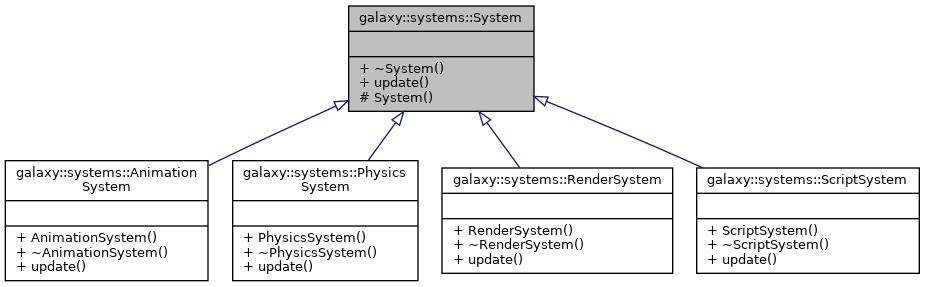 galaxy::systems::System
+ ~System()
+ update()
# System()
galaxy::systems::Animation
System
+ AnimationSystem()
+ ~AnimationSystem()
+ update()
galaxy::systems::Physics
System
+ PhysicsSystem()
+ ~PhysicsSystem()
+ update()
galaxy::systems::RenderSystem
+ RenderSystem()
+ ~RenderSystem()
+ update()
galaxy::systems::ScriptSystem
+ ScriptSystem()
+ ~ScriptSystem()
+ update()